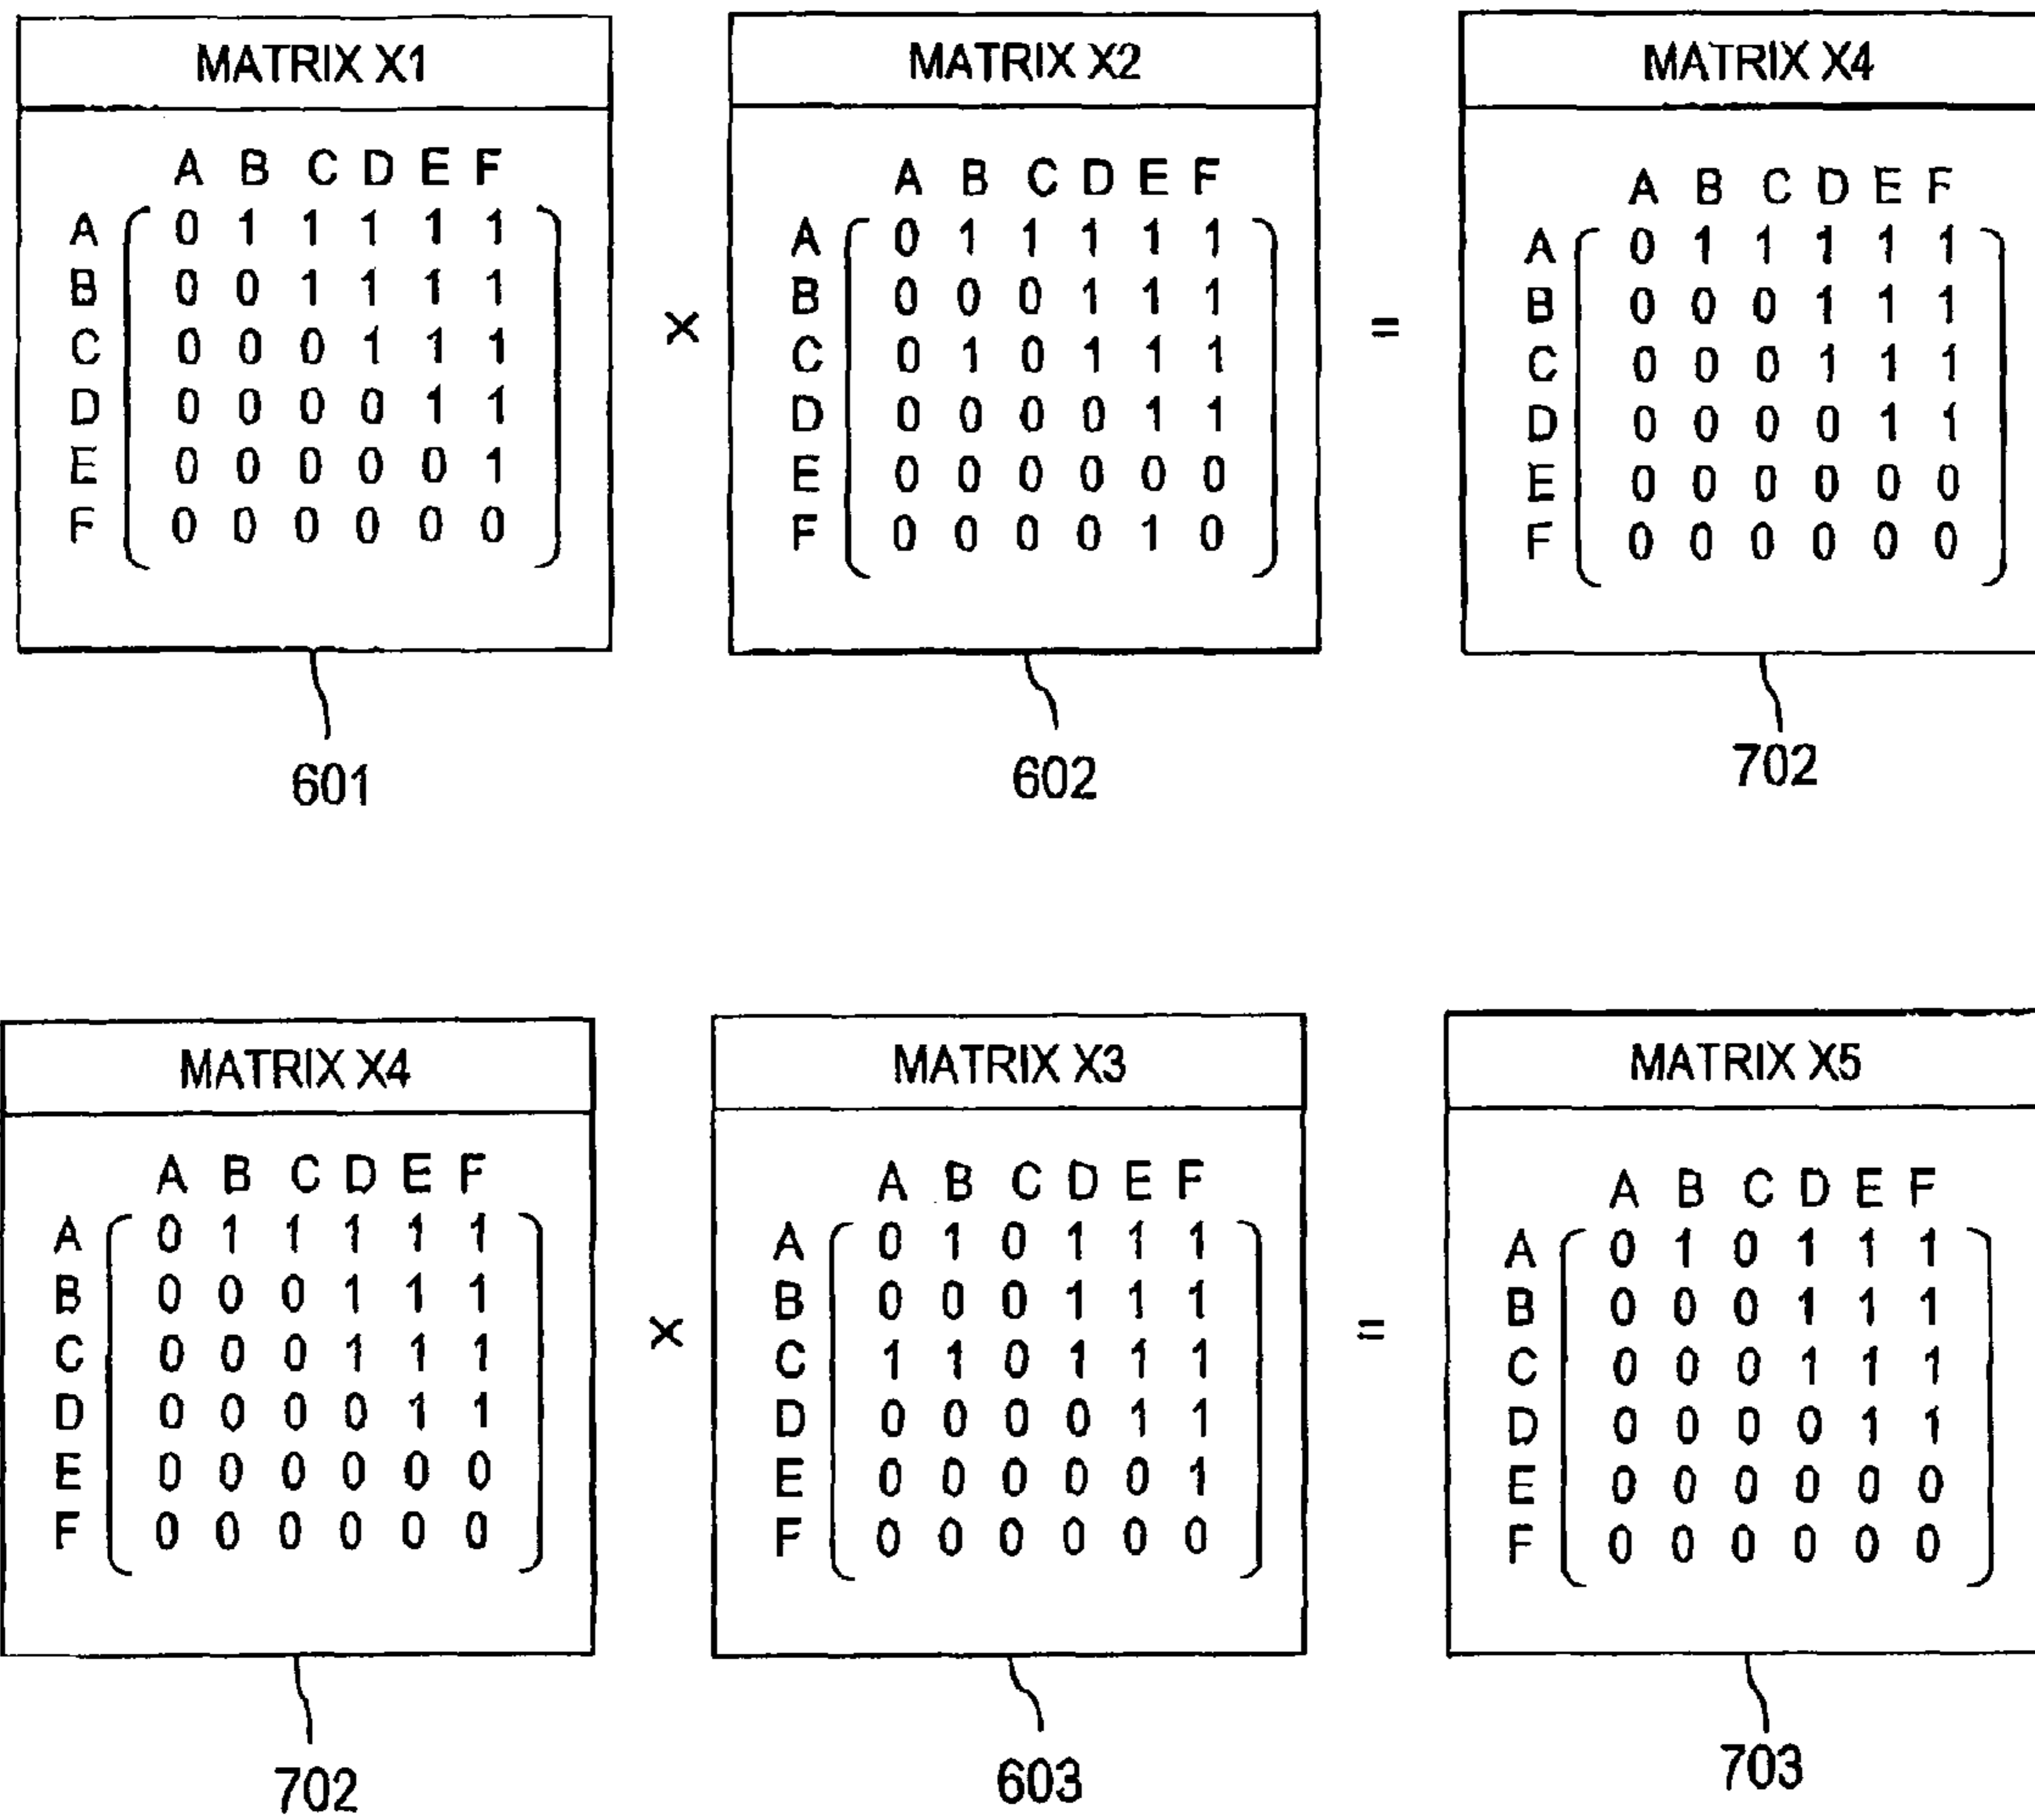 MATRIX X1
A B C D E F
A 0 1 1 1 1 1
B 0 0 1 1 1 1
C 0 0 0 1 1 1
D 0 0 0 0 1 1
E 0 0 0 0 0 1
F 0 0 0 0 0 0
601
×
MATRIX X2
A B C D E F
A 0 1 1 1 1 1
B 0 0 0 1 1 1
C 0 1 0 1 1 1
D 0 0 0 0 1 1
E 0 0 0 0 0 0
F 0 0 0 0 1 0
602
=
MATRIX X4
A B C D E F
A 0 1 1 1 1 1
B 0 0 0 1 1 1
C 0 0 0 1 1 1
D 0 0 0 0 1 1
E 0 0 0 0 0 0
F 0 0 0 0 0 0
702
MATRIX X4
A B C D E F
A 0 1 1 1 1 1
B 0 0 0 1 1 1
C 0 0 0 1 1 1
D 0 0 0 0 1 1
E 0 0 0 0 0 0
F 0 0 0 0 0 0
702
×
MATRIX X3
A B C D E F
A 0 1 0 1 1 1
B 0 0 0 1 1 1
C 1 1 0 1 1 1
D 0 0 0 0 1 1
E 0 0 0 0 0 1
F 0 0 0 0 0 0
603
=
MATRIX X5
A B C D E F
A 0 1 0 1 1 1
B 0 0 0 1 1 1
C 0 0 0 1 1 1
D 0 0 0 0 1 1
E 0 0 0 0 0 0
F 0 0 0 0 0 0
703